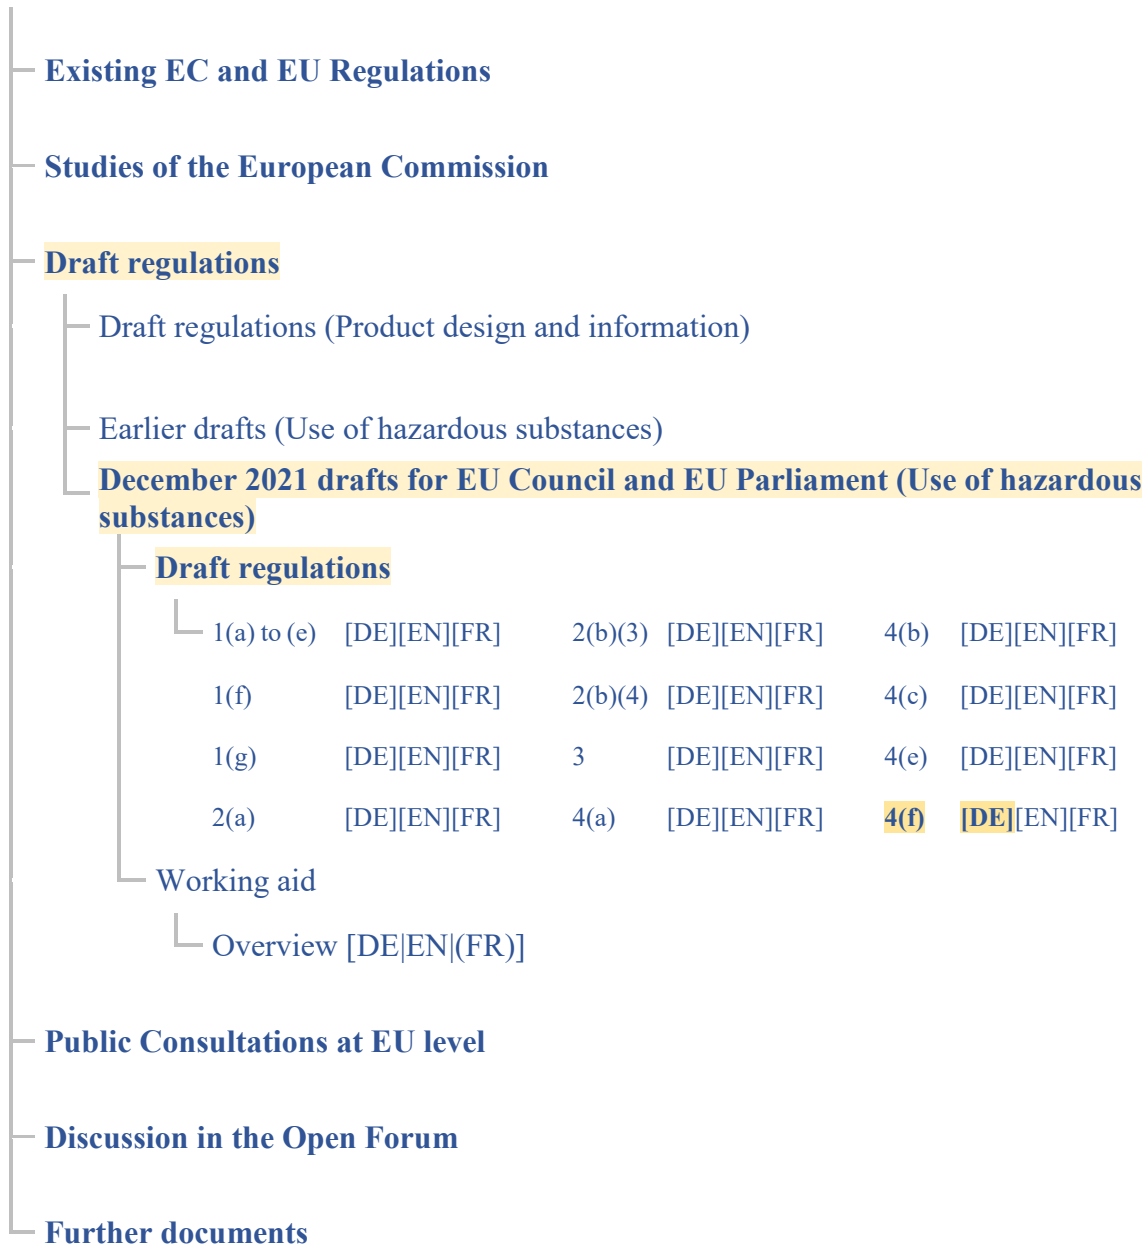 Existing EC and EU Regulations
Studies of the European Commission
Draft regulations
Draft regulations (Product design and information)
Earlier drafts (Use of hazardous substances)
December 2021 drafts for EU Council and EU Parliament (Use of hazardous
substances)
Draft regulations
1(a) to (e) [DE][EN][FR] 2(b)(3) [DE][EN][FR] 4(b) [DE][EN][FR]
1(f) [DE][EN][FR] 2(b)(4) [DE][EN][FR] 4(c) [DE][EN][FR]
1(g) [DE][EN][FR] 3 [DE][EN][FR] 4(e) [DE][EN][FR]
2(a) [DE][EN][FR] 4(a) [DE][EN][FR] 4(f) [DE][EN][FR]
Working aid
Overview [DE|EN|(FR)]
Public Consultations at EU level
Discussion in the Open Forum
Further documents